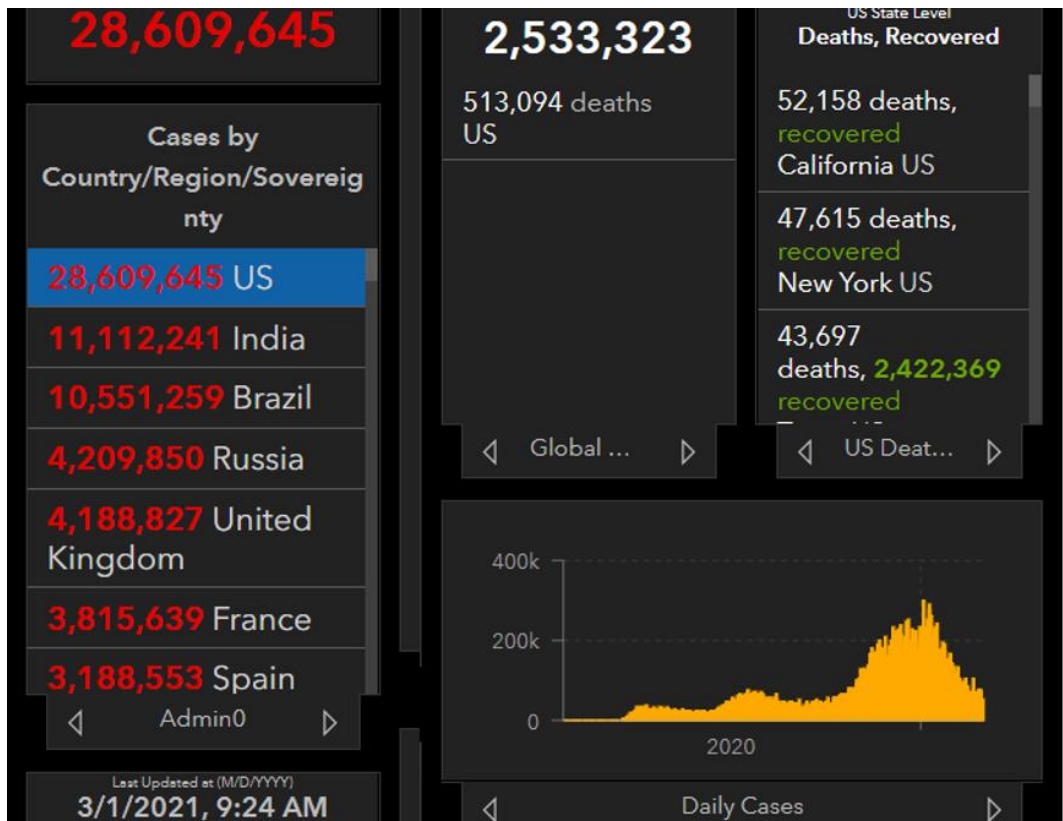 28,609,645
Cases by
Country/Region/Sovereig
nty
28,609,645 US
11,112,241 India
10,551,259 Brazil
4,209,850 Russia
4,188,827 United
Kingdom
3,815,639 France
3,188,553 Spain
Admin0
Last Updated at (M/D/YYYY)
3/1/2021, 9:24 AM
2,533,323
513,094 deaths
US
Global ...
US State Level
Deaths, Recovered
52,158 deaths,
recovered
California US
47,615 deaths,
recovered
New York US
43,697
deaths, 2,422,369
recovered
US Deat...
400k
200k
0
2020
Daily Cases